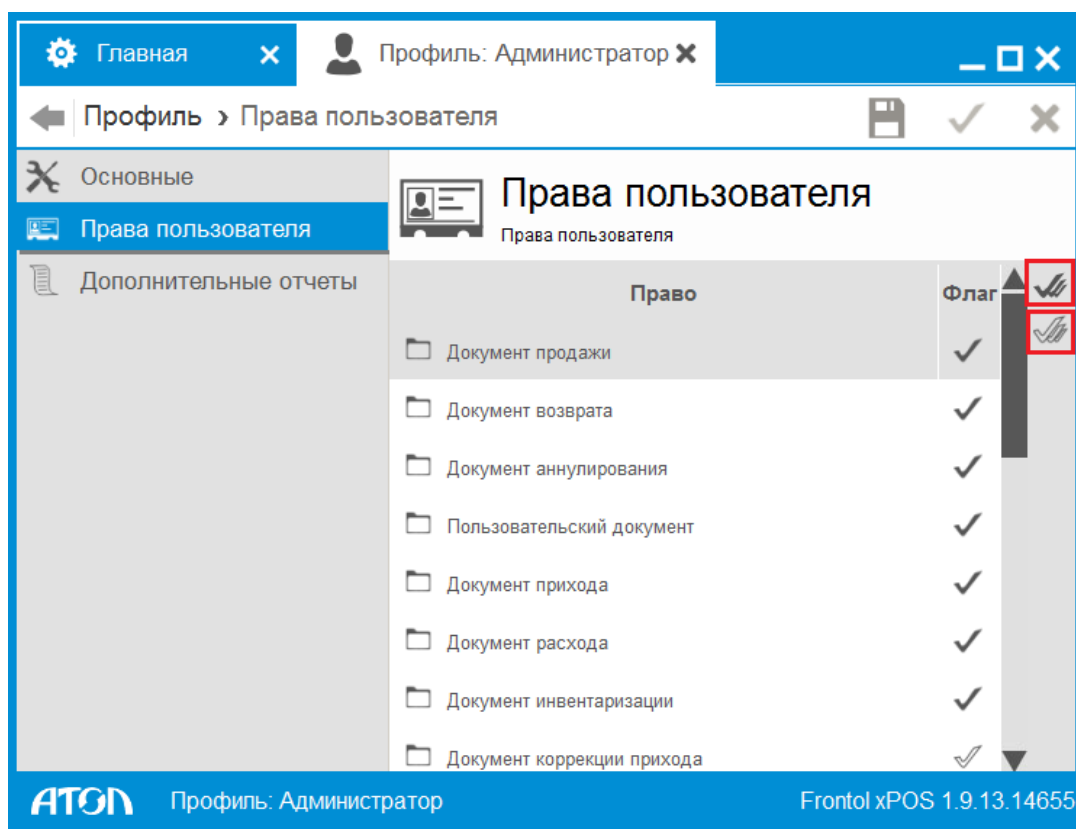 Главная
Профиль: Администратор
Профиль › Права пользователя
Основные
Права пользователя
Дополнительные отчеты
Права пользователя
Права пользователя
Право Флаг
Документ продажи
Документ возврата
Документ аннулирования
Пользовательский документ
Документ прихода
Документ расхода
Документ инвентаризации
Документ коррекции прихода
ATOL Профиль: Администратор Frontol xPOS 1.9.13.14655